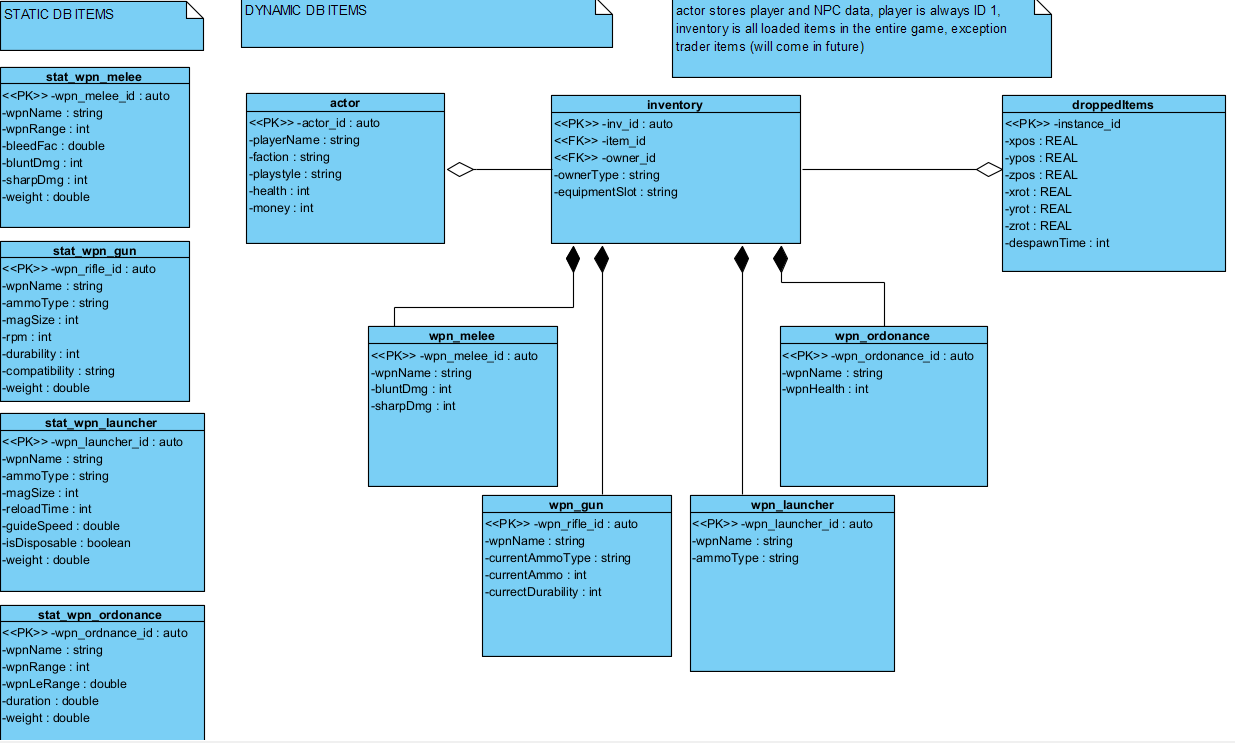 STATIC DB ITEMS
DYNAMIC DB ITEMS
actor stores player and NPC data, player is always ID 1,
inventory is all loaded items in the entire game, exception
trader items (will come in future)
stat_wpn_melee
<<PK>> -wpn_melee_id : auto
-wpnName : string
-wpnRange : int
-bleedFac : double
-bluntDmg : int
-sharpDmg : int
-weight : double
stat_wpn_gun
<<PK>> -wpn_rifle_id : auto
-wpnName : string
-ammoType : string
-magSize : int
-rpm : int
-durability : int
-compatibility : string
-weight : double
stat_wpn_launcher
<<PK>> -wpn_launcher_id : auto
-wpnName : string
-ammoType : string
-magSize : int
-reloadTime : int
-guideSpeed : double
-isDisposable : boolean
-weight : double
stat_wpn_ordonance
<<PK>> -wpn_ordnance_id : auto
-wpnName : string
-wpnRange : int
-wpnLeRange : double
-duration : double
-weight : double
actor
<<PK>> -actor_id : auto
-playerName : string
-faction : string
-playstyle : string
-health : int
-money : int
inventory
<<PK>> -inv_id : auto
<<FK>> -item_id
<<FK>> -owner_id
-ownerType : string
-equipmentSlot : string
droppedItems
<<PK>> -instance_id
-xpos : REAL
-ypos : REAL
-zpos : REAL
-xrot : REAL
-yrot : REAL
-zrot : REAL
-despawnTime : int
wpn_melee
<<PK>> -wpn_melee_id : auto
-wpnName : string
-bluntDmg : int
-sharpDmg : int
wpn_ordonance
<<PK>> -wpn_ordonance_id : auto
-wpnName : string
-wpnHealth : int
wpn_gun
<<PK>> -wpn_rifle_id : auto
-wpnName : string
-currentAmmoType : string
-currentAmmo : int
-currectDurability : int
wpn_launcher
<<PK>> -wpn_launcher_id : auto
-wpnName : string
-ammoType : string